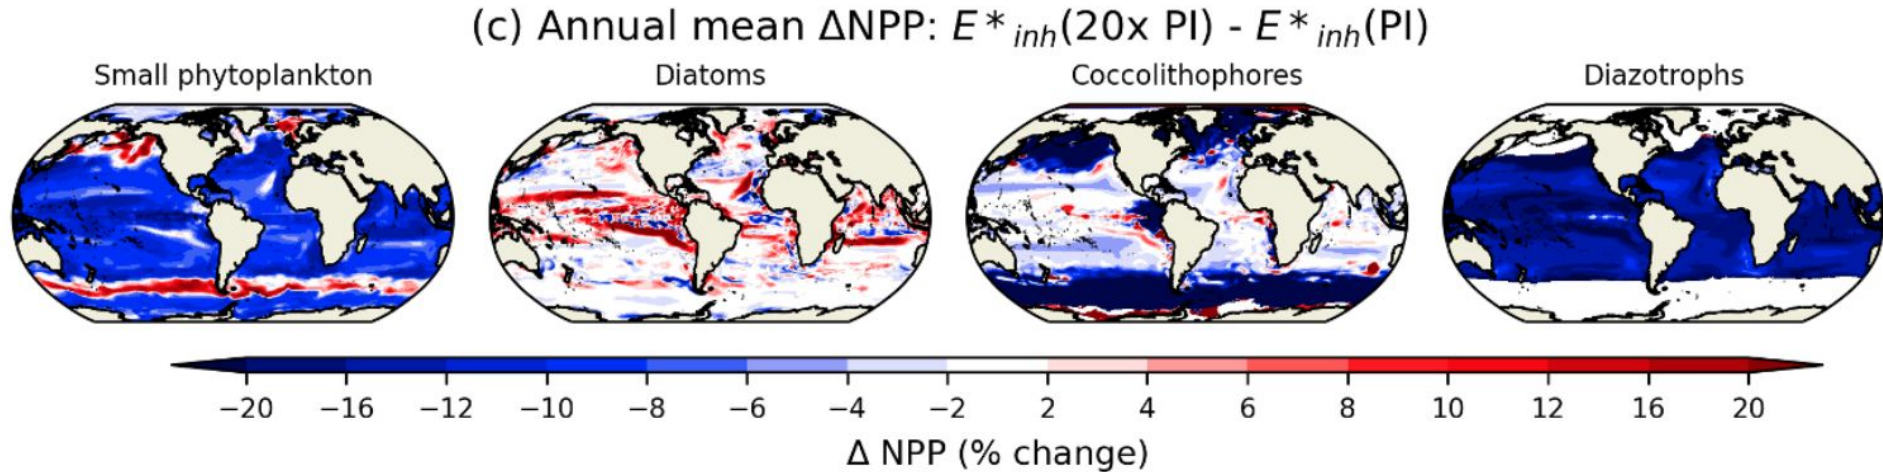 (c) Annual mean ΔNPP: E*inh(20x PI) - E*inh(PI)
Small phytoplankton
Diatoms
Coccolithophores
Diazotrophs
−20 −16 −12 −10 −8 −6 −4 −2 2 4 6 8 10 12 16 20
Δ NPP (% change)